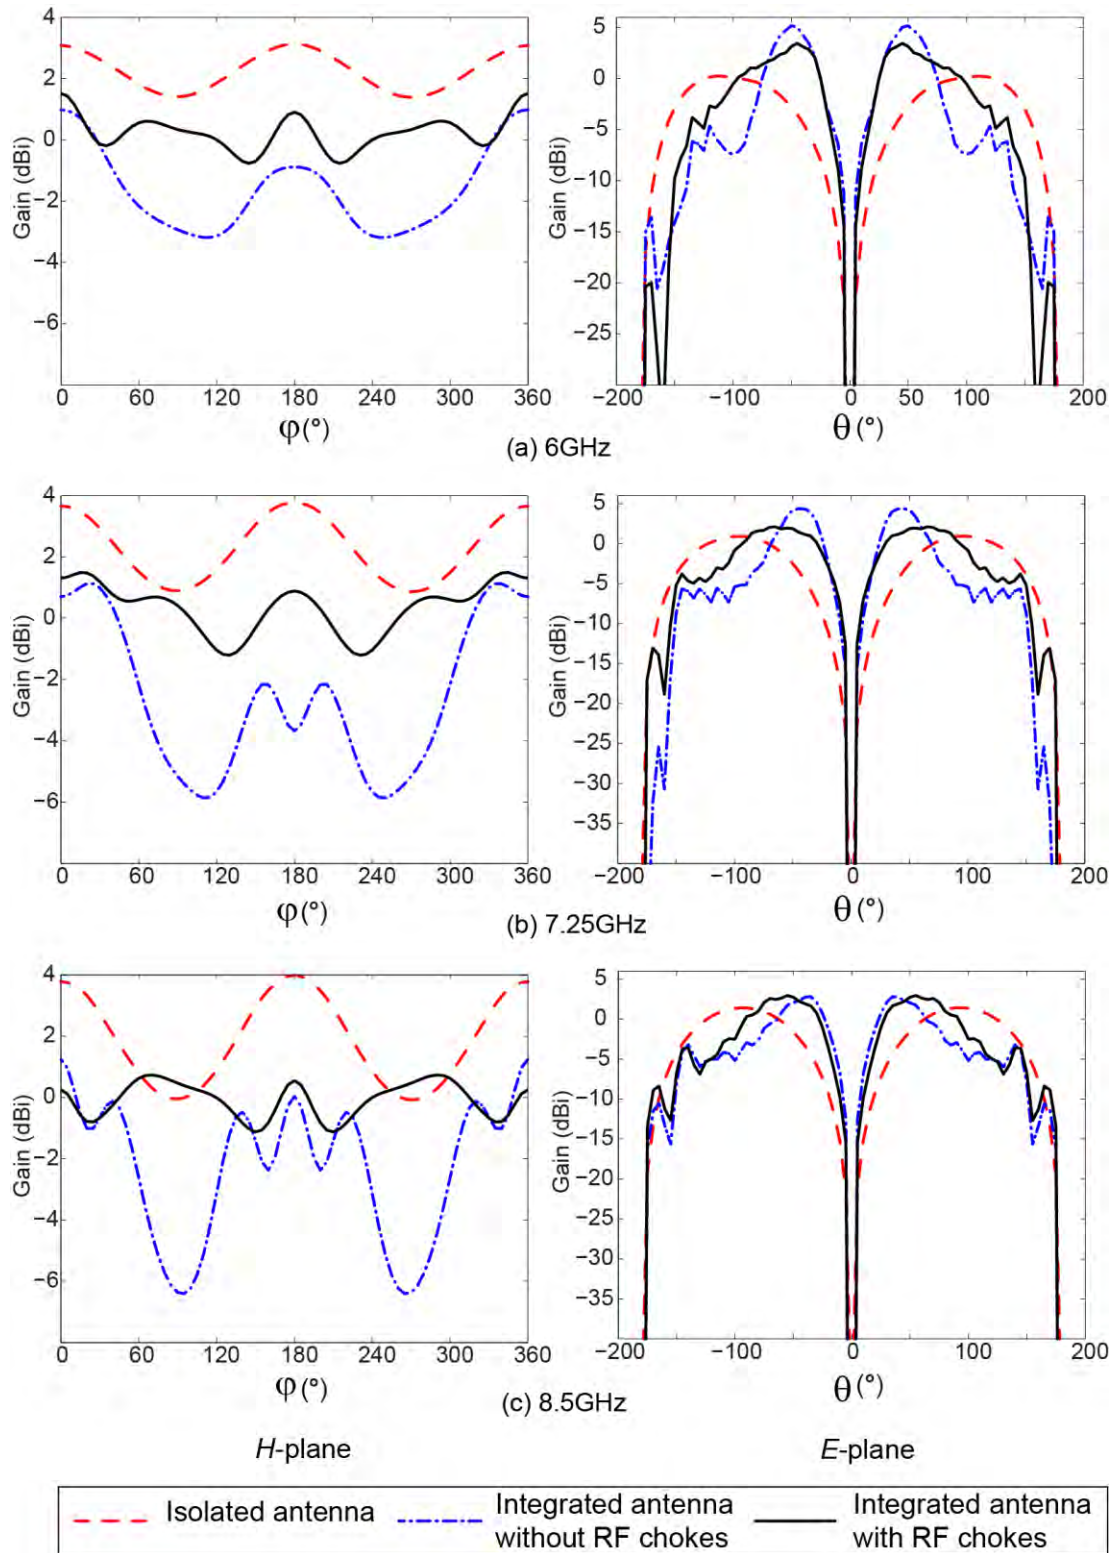 4
2
0
−2
−4
−6
Gain (dBi)
0 60 120 180 240 300 360
φ(°)
5
0
−5
−10
−15
−20
−25
Gain (dBi)
−200 −100 0 50 100 200
θ(°)
(a) 6GHz
4
2
0
−2
−4
−6
Gain (dBi)
0 60 120 180 240 300 360
φ(°)
5
0
−5
−10
−15
−20
−25
−30
−35
Gain (dBi)
−200 −100 0 100 200
θ(°)
(b) 7.25GHz
4
2
0
−2
−4
−6
Gain (dBi)
0 60 120 180 240 300 360
φ(°)
5
0
−5
−10
−15
−20
−25
−30
−35
Gain (dBi)
−200 −100 0 100 200
θ(°)
(c) 8.5GHz
H-plane E-plane
Isolated antenna
Integrated antenna
without RF chokes
Integrated antenna
with RF chokes